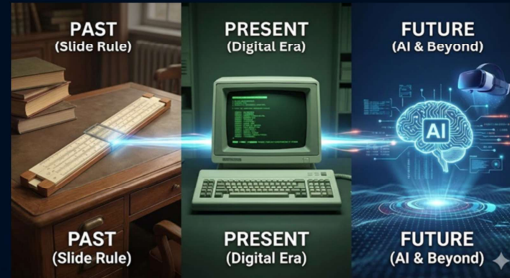 PAST
(Slide Rule)
PRESENT
(Digital Era)
FUTURE
(AI & Beyond)
AI
PAST
(Slide Rule)
PRESENT
(Digital Era)
FUTURE
(AI & Beyond)